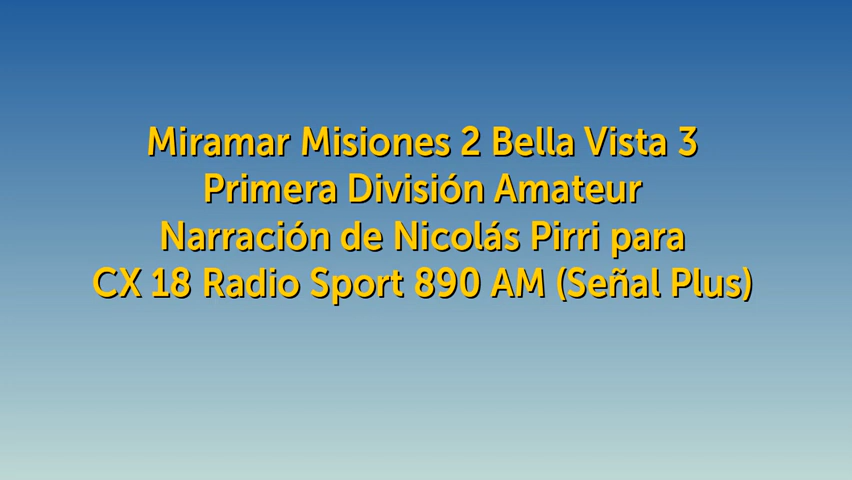 Miramar Misiones 2 Bella Vista 3
Primera División Amateur
Narración de Nicolás Pirri para
CX 18 Radio Sport 890 AM (Señal Plus)